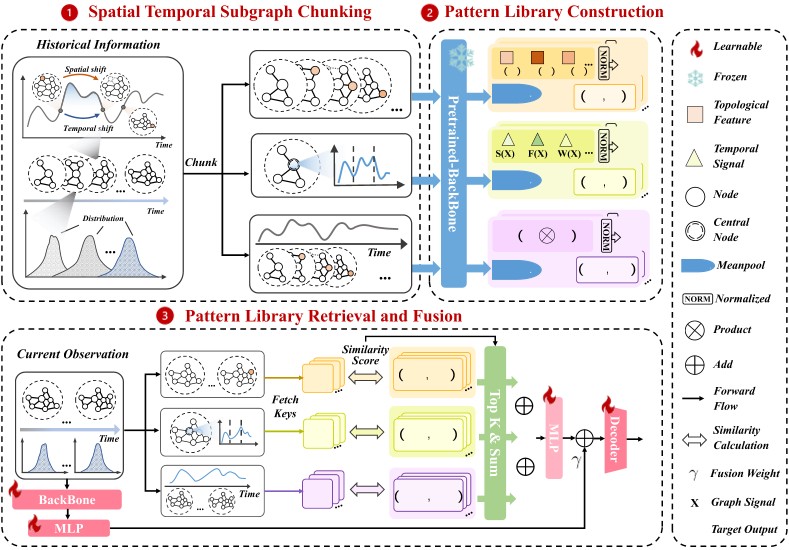 1 Spatial Temporal Subgraph Chunking
2 Pattern Library Construction
Historical Information
Spatial shift
Temporal shift
Time
Time
Distribution
...
Chunk
...
Time
...
Pretrained-BackBone
( ) ( ) ( ) ...
NORM
( , )
S(X) F(X) W(X) ...
NORM
( , )
( )
NORM
( , )
Learnable
Frozen
Topological
Feature
Temporal
Signal
Node
Central
Node
Meanpool
NORM Normalized
Product
Add
Forward
Flow
Similarity
Calculation
γ Fusion Weight
X Graph Signal
Target Output
3 Pattern Library Retrieval and Fusion
Current Observation
...
Time
...
BackBone
MLP
...
...
Time
...
Fetch
Keys
Similarity
Score
( , )
( , )
( , )
Top K & Sum
MLP
γ
Decoder